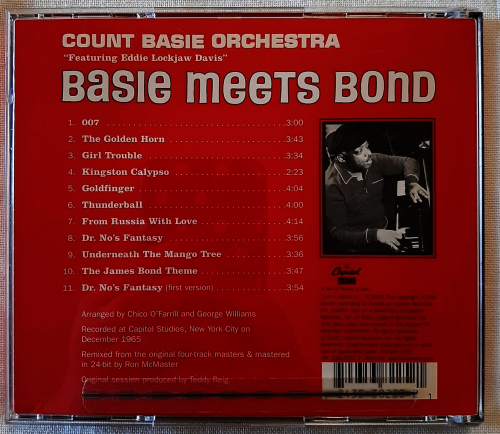 COUNT BASIE ORCHESTRA
"Featuring Eddie Lockjaw Davis"
BASIE MEETS BOND
1. 007 3:00
2. The Golden Horn 3:43
3. Girl Trouble 3:34
4. Kingston Calypso 2:23
5. Goldfinger 4:04
6. Thunderball 4:00
7. From Russia With Love 4:14
8. Dr. No's Fantasy 3:56
9. Underneath The Mango Tree 3:36
10. The James Bond Theme 3:47
11. Dr. No's Fantasy (first version) 3:54
Arranged by Chico O'Farrill and George Williams
Recorded at Capitol Studios, New York City on
December 1965
Remixed from the original four-track masters & mastered
in 24-bit by Ron McMaster
Original session produced by Teddy Reig
Capitol
1